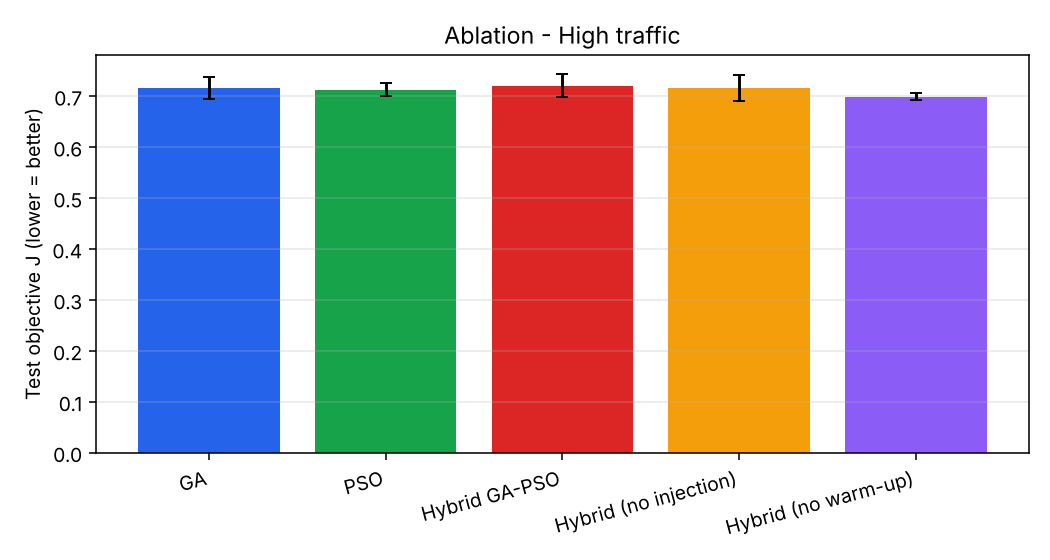 Ablation - High traffic
Test objective J (lower = better)
0.7
0.6
0.5
0.4
0.3
0.2
0.1
0.0
GA
PSO
Hybrid GA-PSO
Hybrid (no injection)
Hybrid (no warm-up)